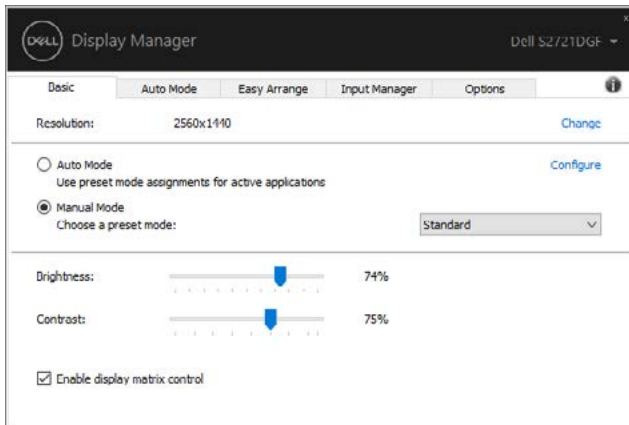 DELL Display Manager
Dell S2721DGF
Basic Auto Mode Easy Arrange Input Manager Options
Resolution: 2560x1440 Change
Auto Mode Configure
Use preset mode assignments for active applications
Manual Mode
Choose a preset mode: Standard
Brightness: 74%
Contrast: 75%
Enable display matrix control